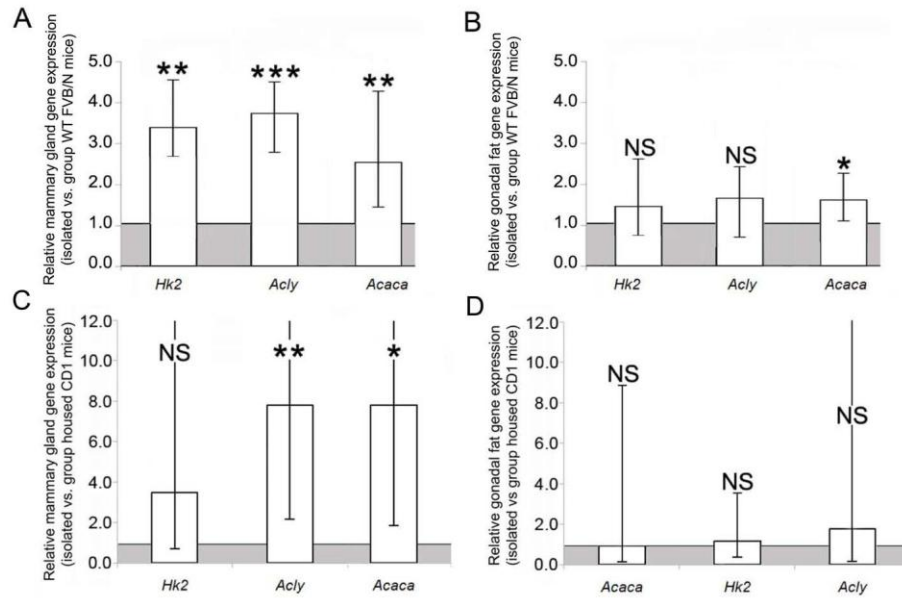 A
Relative mammary gland gene expression
(isolated vs. group WT FVB/N mice)
5.0
4.0
3.0
2.0
1.0
0.0
**
***
**
Hk2
Acly
Acaca
B
Relative gonadal fat gene expression
(isolated vs. group WT FVB/N mice)
5.0
4.0
3.0
2.0
1.0
0.0
NS
NS
*
Hk2
Acly
Acaca
C
Relative mammary gland gene expression
(isolated vs. group housed CD1 mice)
12.0
10.0
8.0
6.0
4.0
2.0
0.0
NS
**
*
Hk2
Acly
Acaca
D
Relative gonadal fat gene expression
(isolated vs group housed CD1 mice)
12.0
10.0
8.0
6.0
4.0
2.0
0.0
NS
NS
NS
Acaca
Hk2
Acly